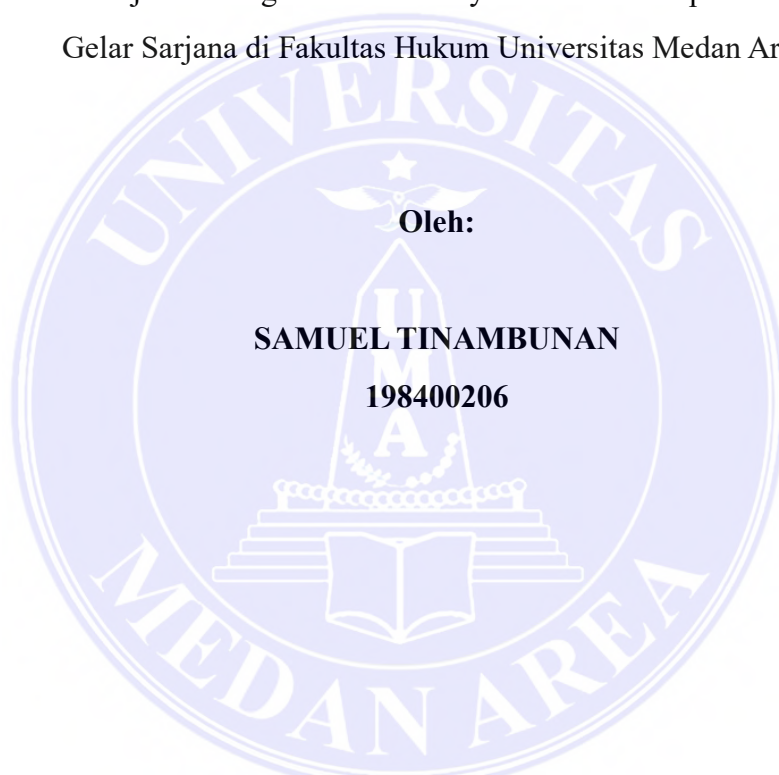 Gelar Sarjana di Fakultas Hukum Universitas Medan
UNIVERSITAS
Oleh:
U
SAMUEL TINAMBUNAN
M
198400206
A
MEDAN AREA